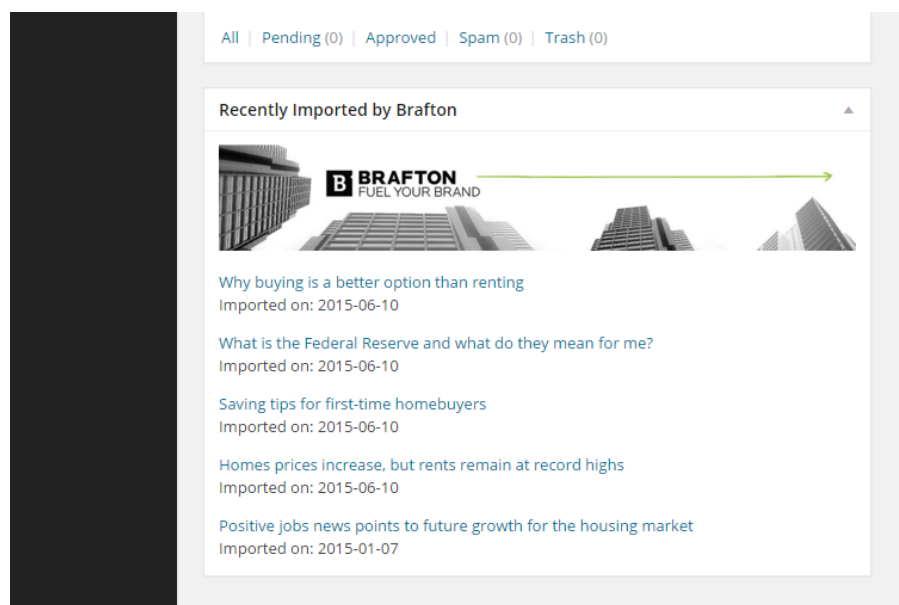 All | Pending (0) | Approved | Spam (0) | Trash (0)
Recently Imported by Brafton
B BRAFTON
FUEL YOUR BRAND
Why buying is a better option than renting
Imported on: 2015-06-10
What is the Federal Reserve and what do they mean for me?
Imported on: 2015-06-10
Saving tips for first-time homebuyers
Imported on: 2015-06-10
Homes prices increase, but rents remain at record highs
Imported on: 2015-06-10
Positive jobs news points to future growth for the housing market
Imported on: 2015-01-07